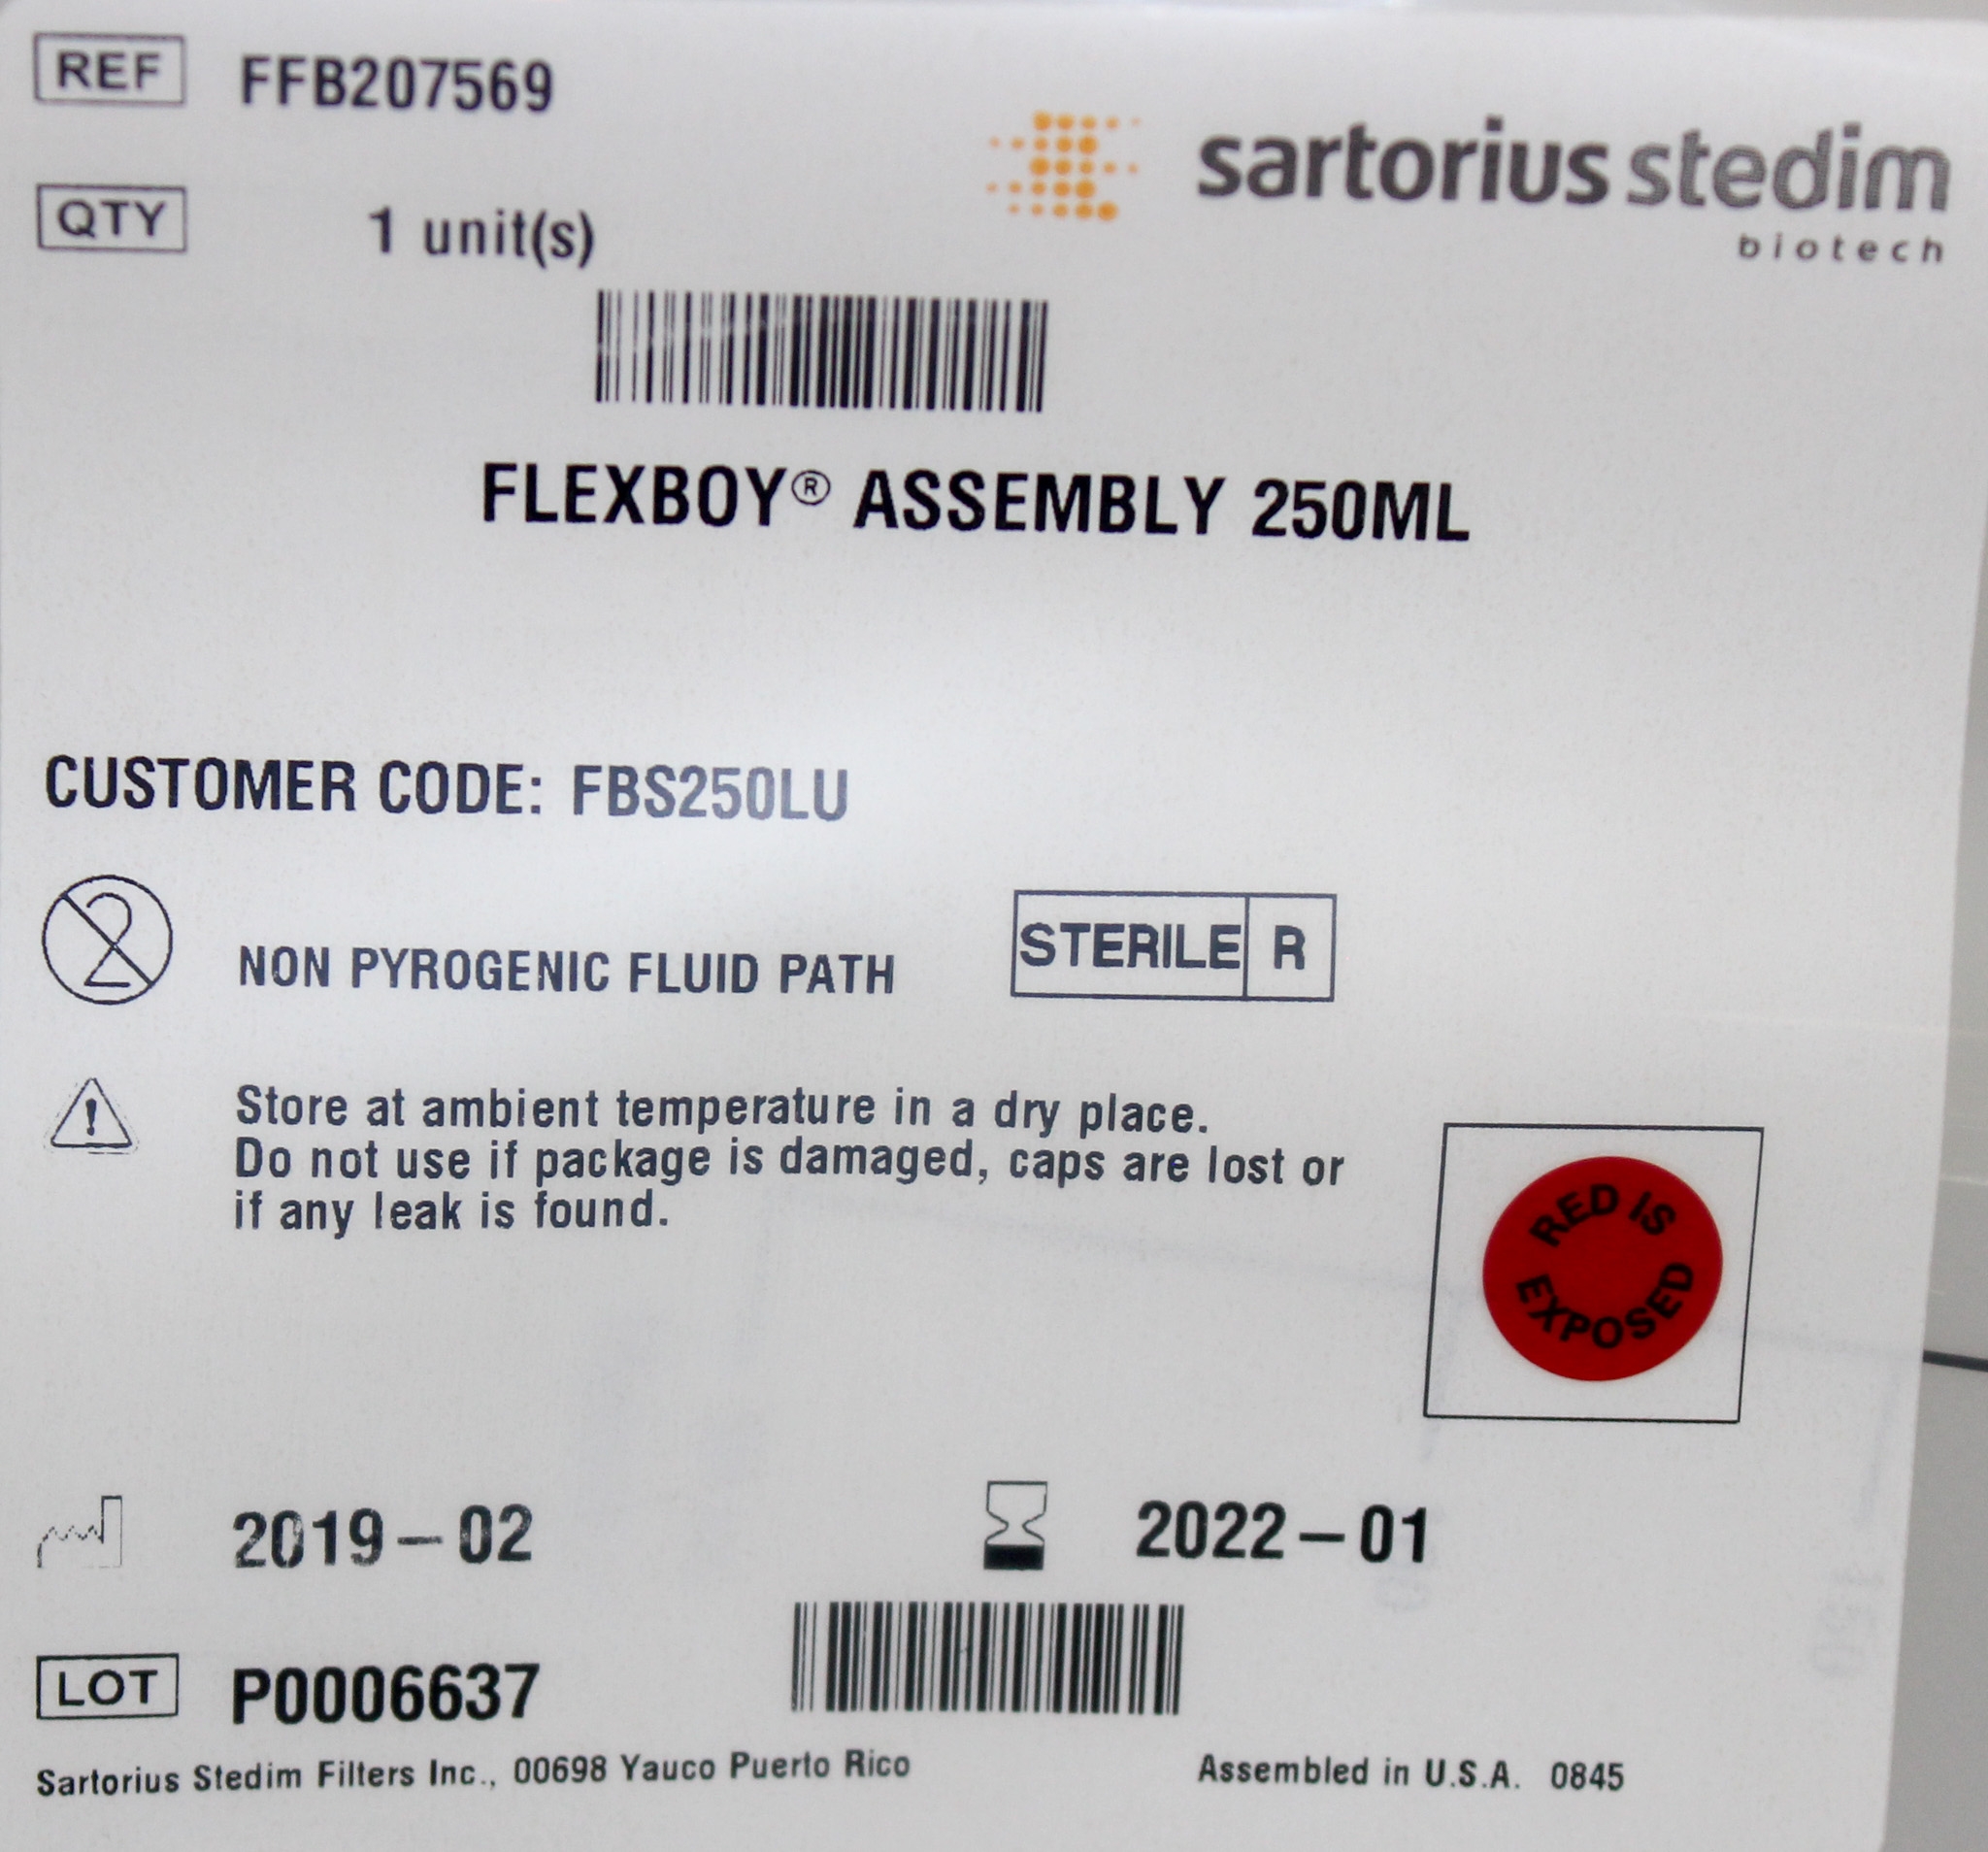 REF FFB207569
sartorius stedim
biotech
QTY 1 unit(s)
FLEXBOY® ASSEMBLY 250ML
CUSTOMER CODE: FBS250LU
2 NON PYROGENIC FLUID PATH STERILE R
! Store at ambient temperature in a dry place.
Do not use if package is damaged, caps are lost or
if any leak is found.
RED IS
EXPOSED
2019-02 2022-01
LOT P0006637
Sartorius Stedim Filters Inc., 00698 Yauco Puerto Rico Assembled in U.S.A. 0845